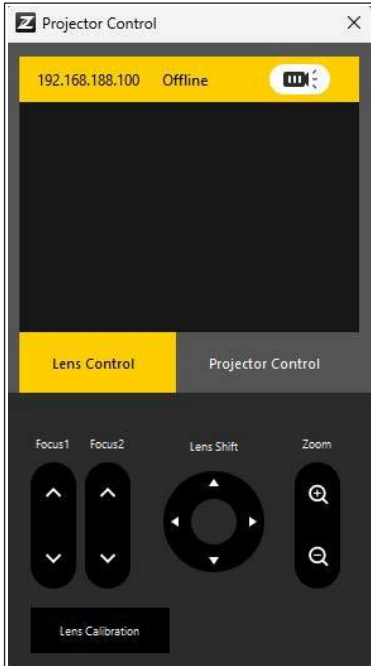 Projector Control
192.168.188.100 Offline
Lens Control Projector Control
Focus1 Focus2 Lens Shift Zoom
Lens Calibration